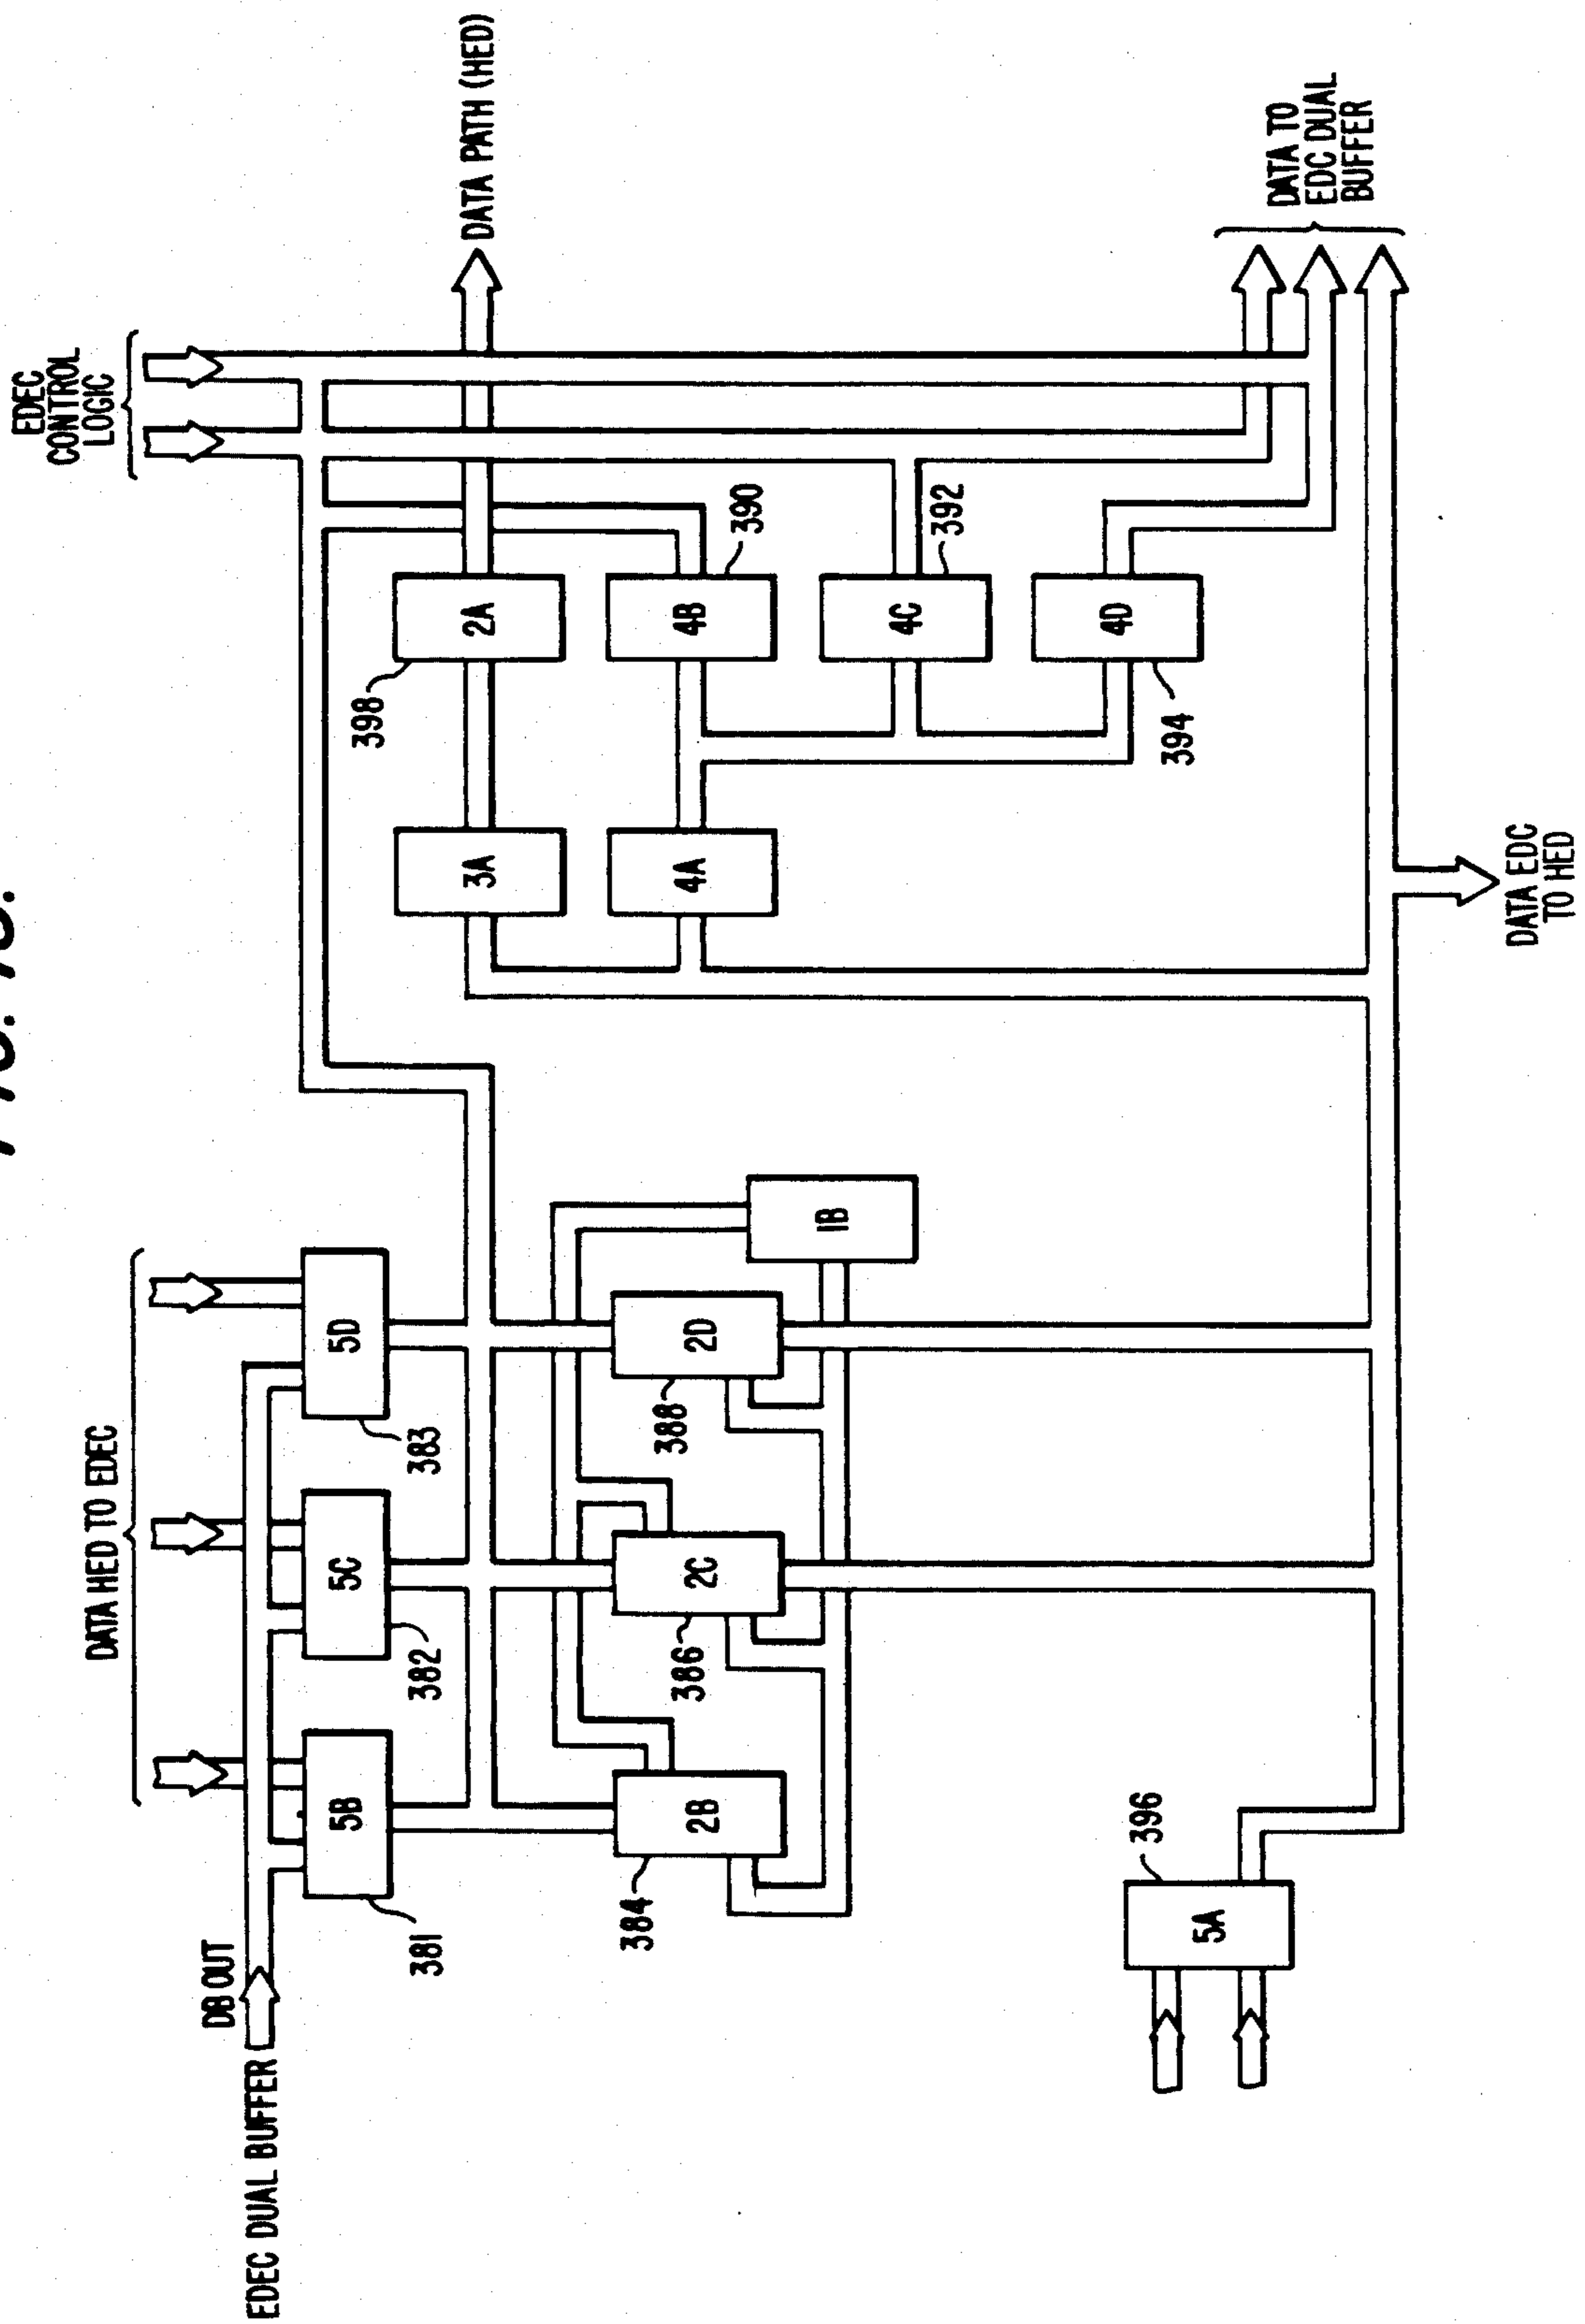 EDEC DUAL BUFFER
DB OUT
DATA HED TO EDEC
EDEC
CONTROL
LOGIC
DATA PATH (HED)
5B
381
5C
382
5D
383
2B
384
2C
386
2D
388
1B
3A
2A
398
4A
4B
390
4C
392
4D
394
5A
396
DATA TO
EDC DUAL
BUFFER
DATA EDC
TO HED